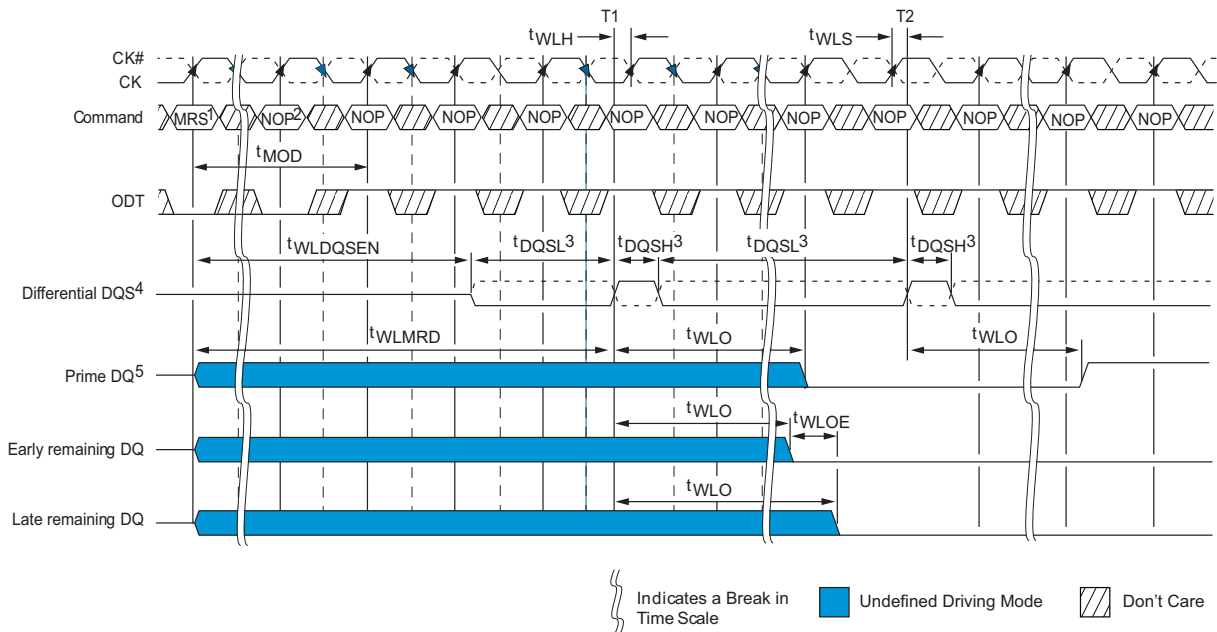 T1 T2
tWLH tWLS
CK#
CK
Command MRS1 NOP2 NOP NOP NOP NOP NOP NOP NOP NOP NOP NOP
tMOD
ODT
tWLDQSEN tDQSL3 tDQSH3 tDQSL3 tDQSH3
Differential DQS4
tWLMRD tWLO tWLO
Prime DQ5
tWLO tWLOE
Early remaining DQ
tWLO
Late remaining DQ
Indicates a Break in
Time Scale
Undefined Driving Mode
Don't Care